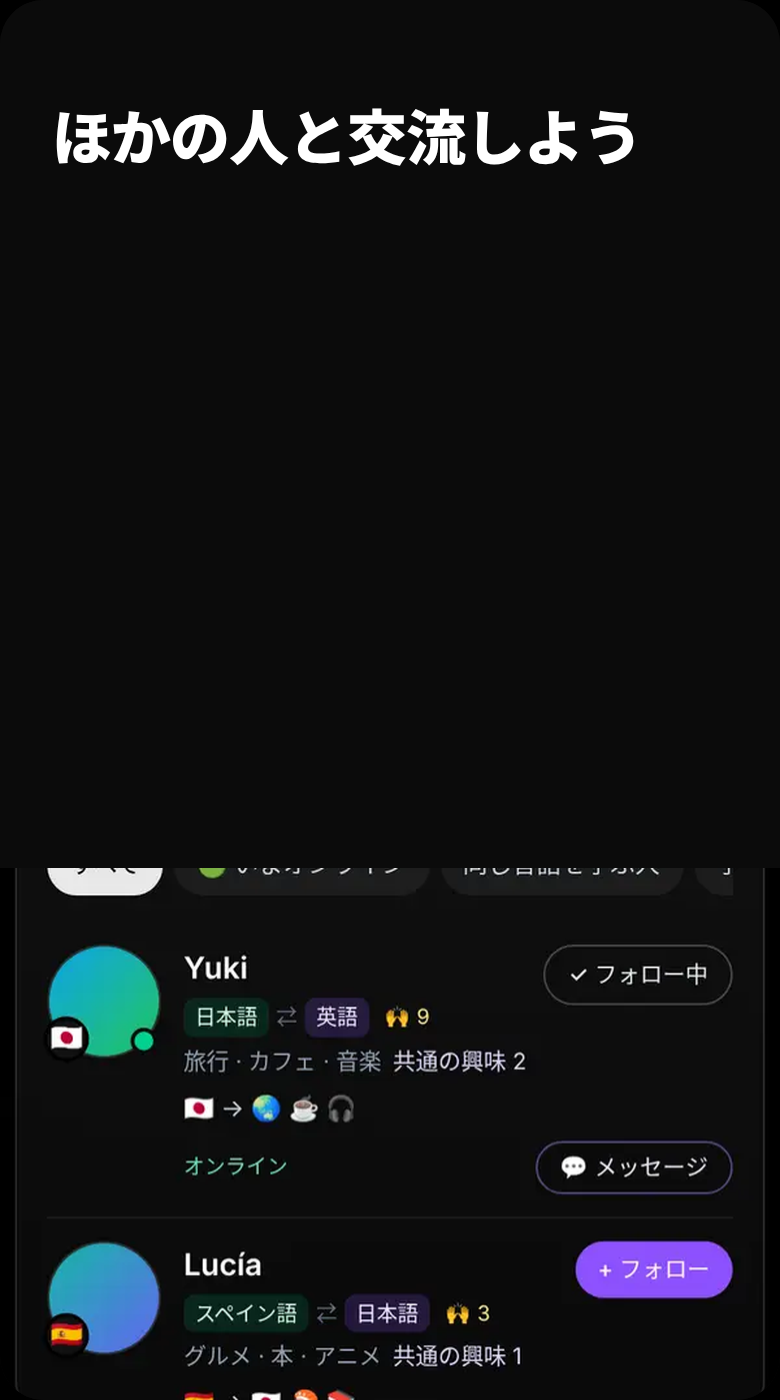 ほかの人と交流しよう
Yuki
✓ フォロー中
日本語 ⇄ 英語 🙌 9
旅行 · カフェ · 音楽 共通の興味 2
🇯🇵 → 🌏 ☕ 🎧
オンライン
💬 メッセージ
Lucía
+ フォロー
スペイン語 ⇄ 日本語 🙌 3
グルメ · 本 · アニメ 共通の興味 1